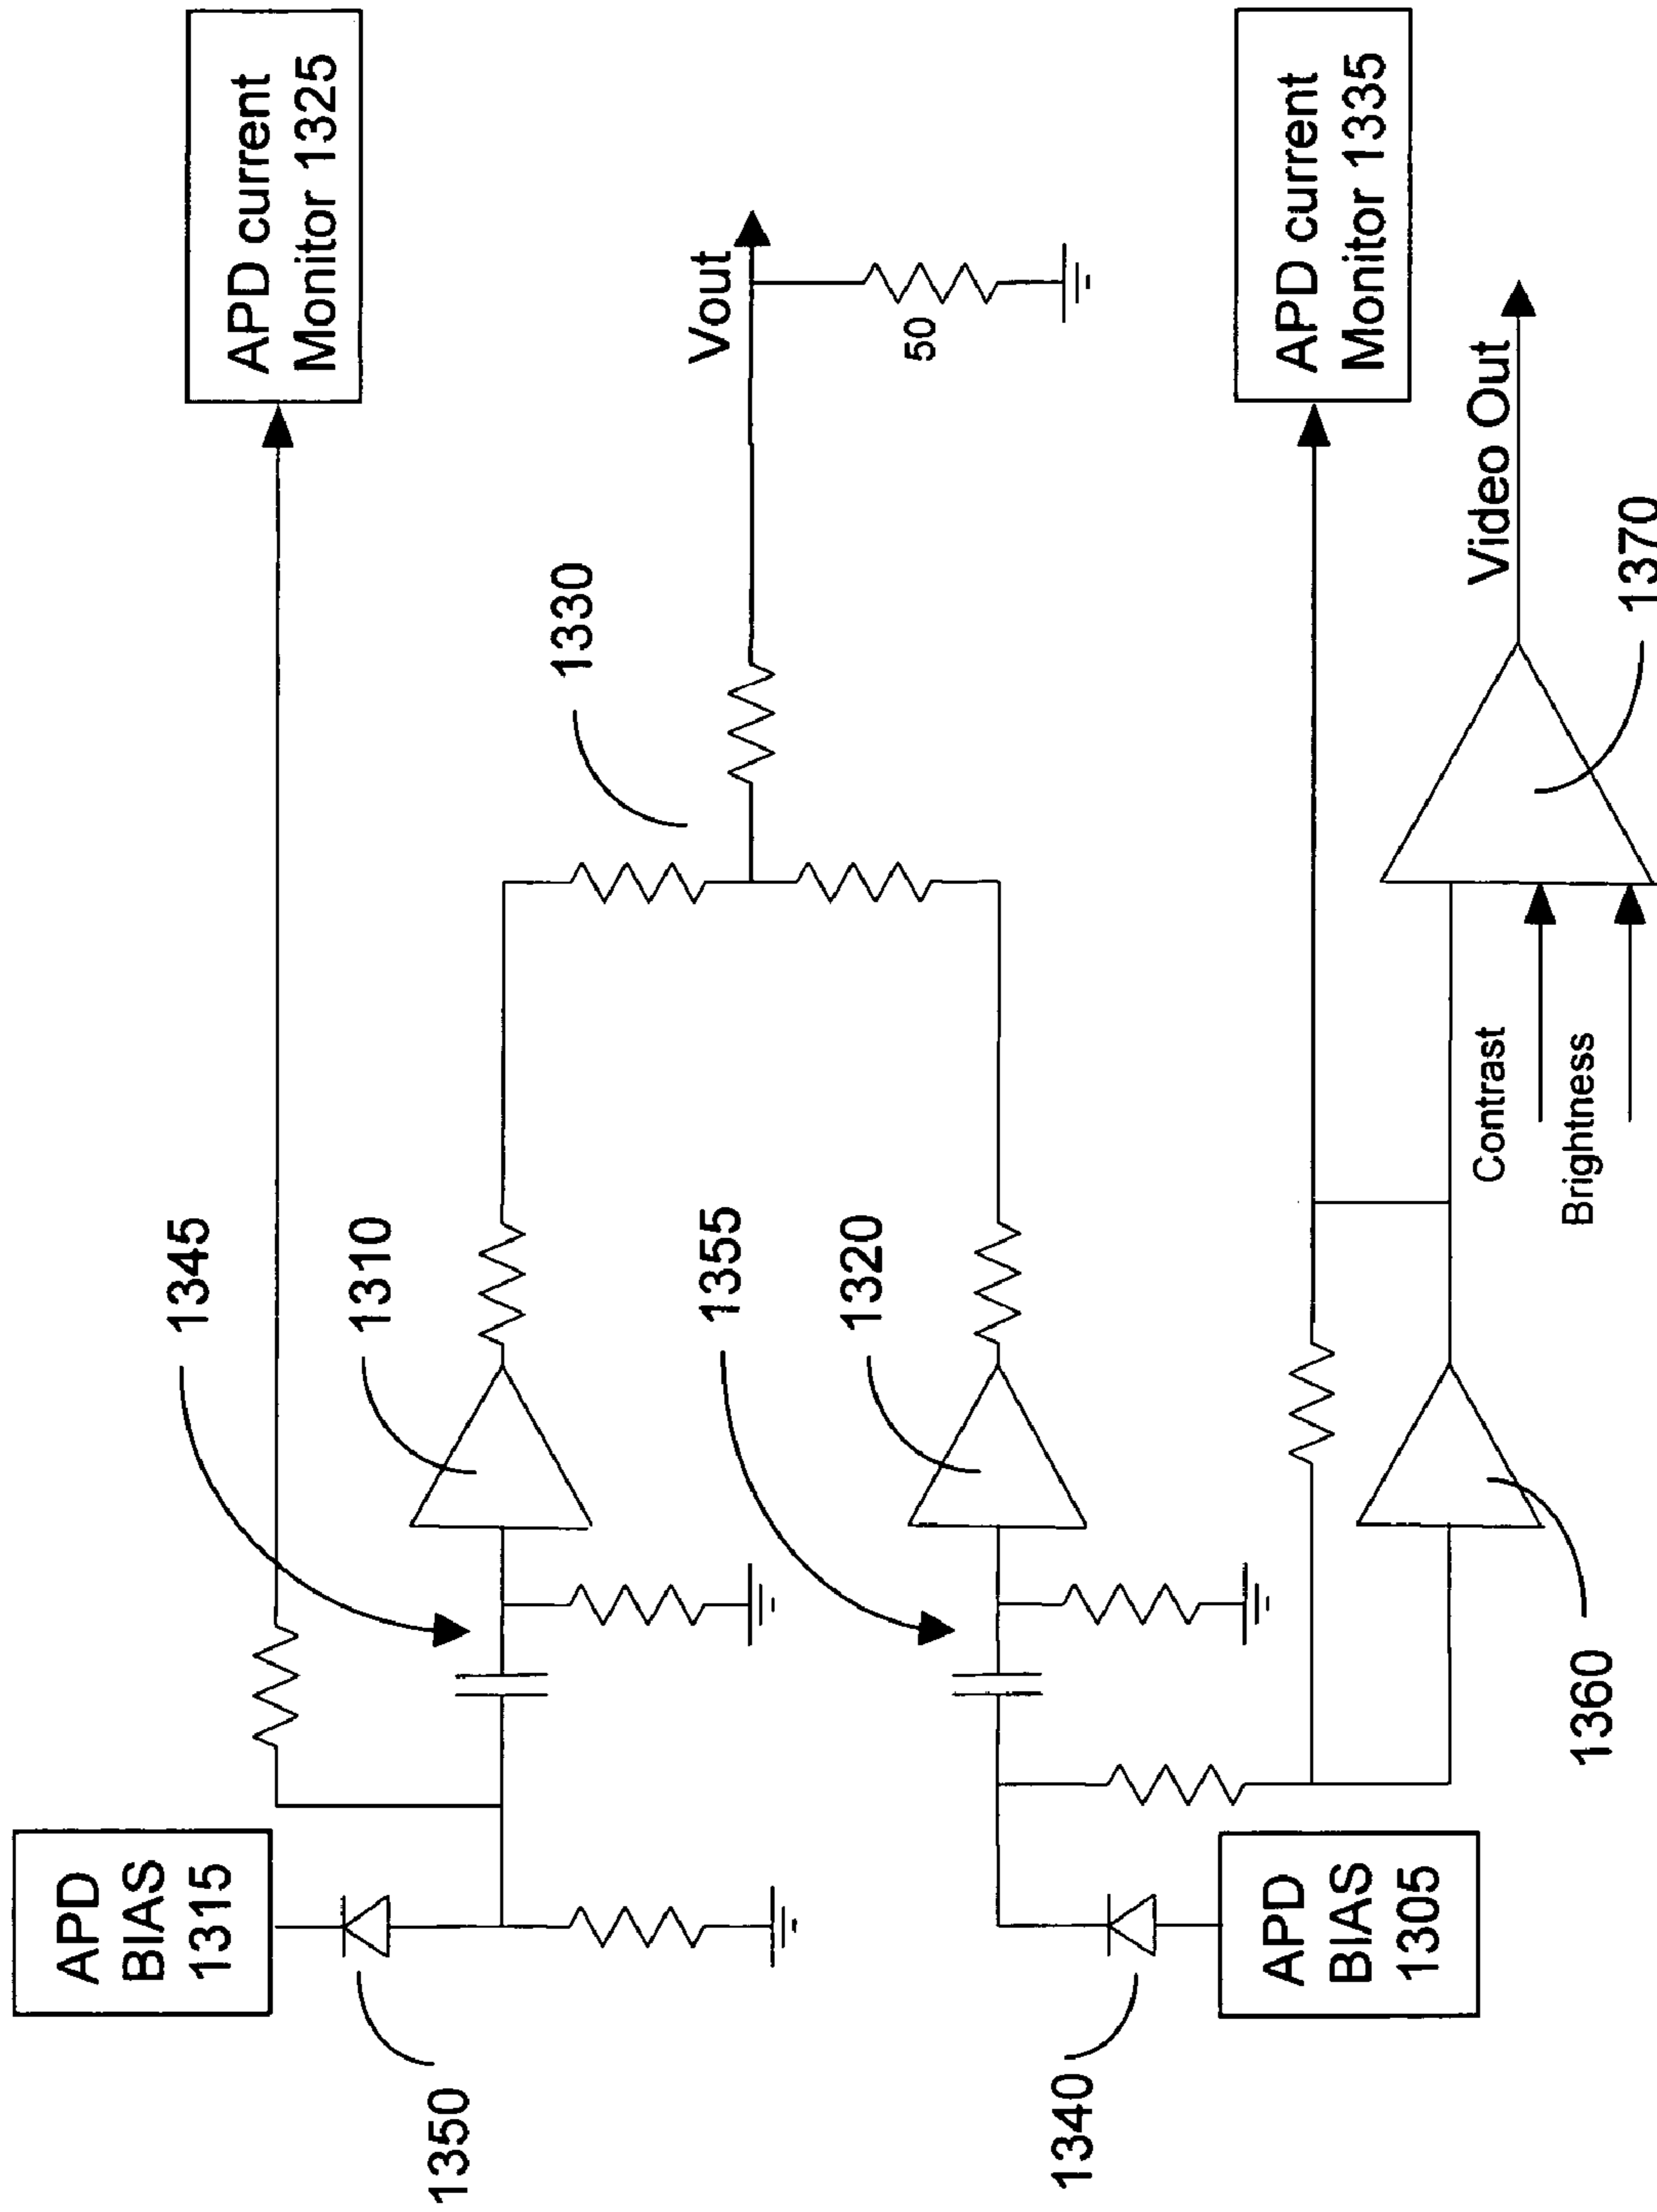 APD
BIAS
1315
1350
1345
1310
APD current
Monitor 1325
1330
Vout
50
1355
1320
1340
APD
BIAS
1305
1360
APD current
Monitor 1335
Contrast
Brightness
Video Out
1370